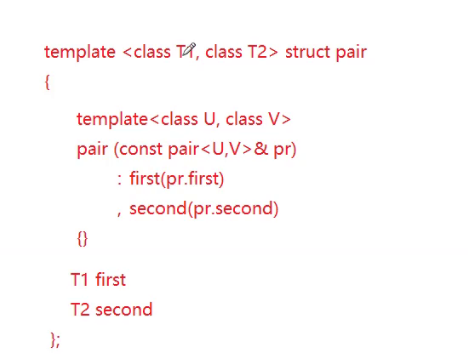 template <class T1, class T2> struct pair
{
template<class U, class V>
pair (const pair<U,V>& pr)
: first(pr.first)
, second(pr.second)
{}
T1 first
T2 second
};